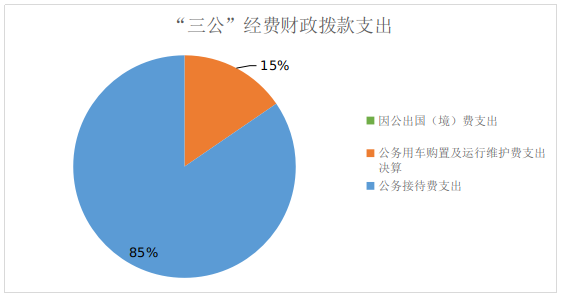 “三公”经费财政拨款支出
15%
85%
因公出国（境）费支出
公务用车购置及运行维护费支出
决算
公务接待费支出